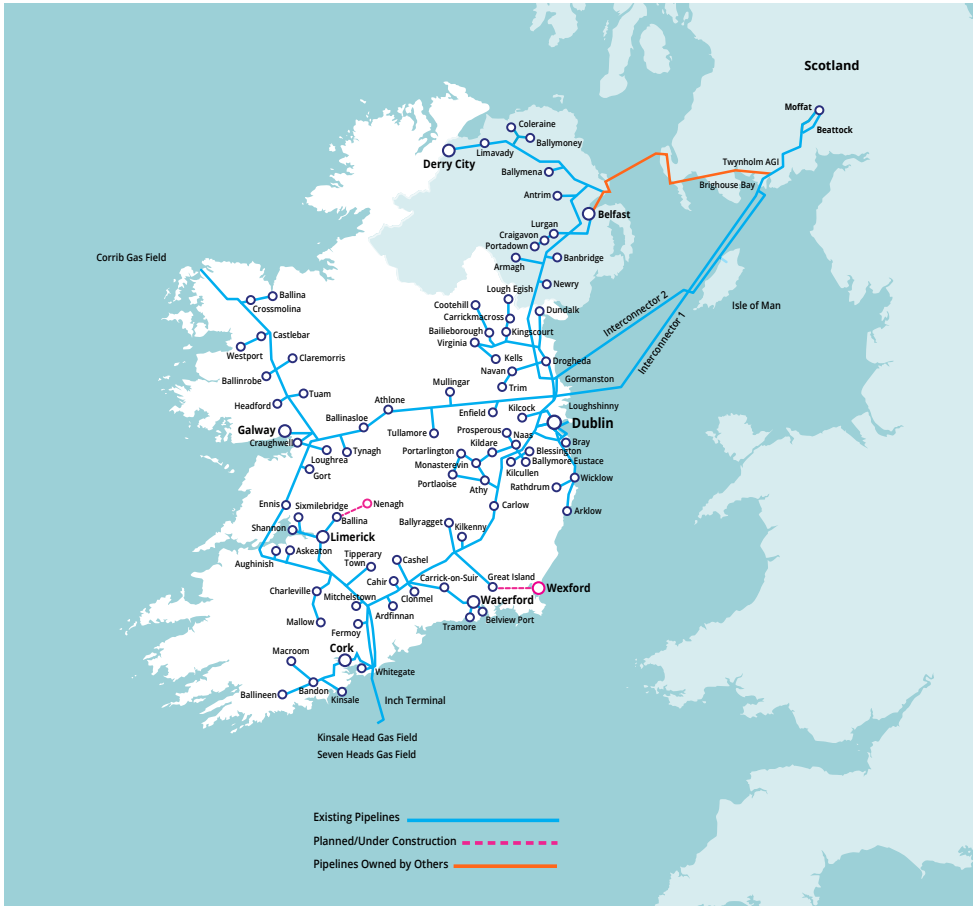 Scotland
Moffat
Beattock
Coleraine
Ballymoney
Limavady
Derry City
Twynholm AGI
Ballymena
Brighouse Bay
Antrim
Belfast
Lurgan
Craigavon
Portadown
Armagh
Banbridge
Corrib Gas Field
Newry
Lough Egish
Ballina
Crossmolina
Cootehill
Carrickmacross
Dundalk
Interconnector 2
Isle of Man
Bailieborough
Kingscourt
Castlebar
Virginia
Interconnector 1
Westport
Claremorris
Kells
Drogheda
Navan
Ballinrobe
Mullingar
Trim
Gormanston
Tuam
Athlone
Headford
Enfield
Kilcock
Loughshinny
Ballinasloe
Dublin
Galway
Tullamore
Prosperous
Naas
Craughwell
Kildare
Bray
Loughrea
Tynagh
Portarlington
Blessington
Monasterevin
Ballymore Eustace
Gort
Kilcullen
Portlaoise
Athy
Rathdrum
Wicklow
Ennis
Sixmilebridge
Nenagh
Carlow
Arklow
Ballina
Shannon
Ballyragget
Kilkenny
Limerick
Askeaton
Aughinish
Tipperary
Town
Cashel
Cahir
Carrick-on-Suir
Great Island
Charleville
Mitchelstown
Clonmel
Wexford
Waterford
Ardfinnan
Mallow
Belview Port
Fermoy
Tramore
Cork
Macroom
Whitegate
Bandon
Ballineen
Kinsale
Inch Terminal
Kinsale Head Gas Field
Seven Heads Gas Field
Existing Pipelines
Planned/Under Construction
Pipelines Owned by Others